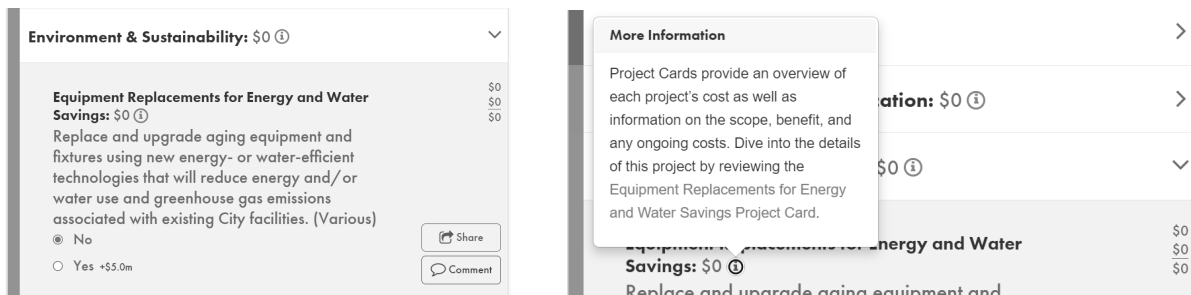 Environment & Sustainability: $0
Equipment Replacements for Energy and Water
Savings: $0
$0
$0
$0
Replace and upgrade aging equipment and
fixtures using new energy- or water-efficient
technologies that will reduce energy and/or
water use and greenhouse gas emissions
associated with existing City facilities. (Various)
No
Yes +$5.0m
Share
Comment
More Information
Project Cards provide an overview of
each project's cost as well as
information on the scope, benefit, and
any ongoing costs. Dive into the details
of this project by reviewing the
Equipment Replacements for Energy
and Water Savings Project Card.
ation: $0
$0
Equipment Replacements for Energy and Water
Savings: $0
$0
$0
$0
Replace and upgrade aging equipment and